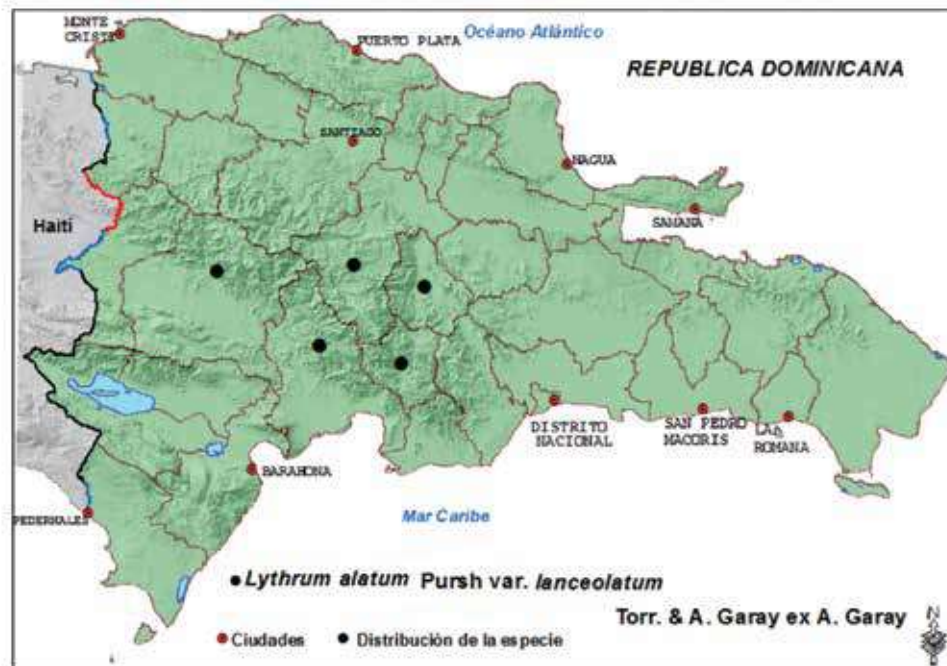 MONTE
CRISTI
PUERTO PLATA
Océano Atlántico
REPUBLICA DOMINICANA
SANTIAGO
NAGUA
SAMANA
Haití
DISTRITO
NACIONAL
SAN PEDRO
MACORIS
LA
ROMANA
BARAHONA
PEDERNALES
Mar Caribe
Lythrum alatum Pursh var. lanceolatum
Torr. & A. Garay ex A. Garay
N
Ciudades
Distribución de la especie